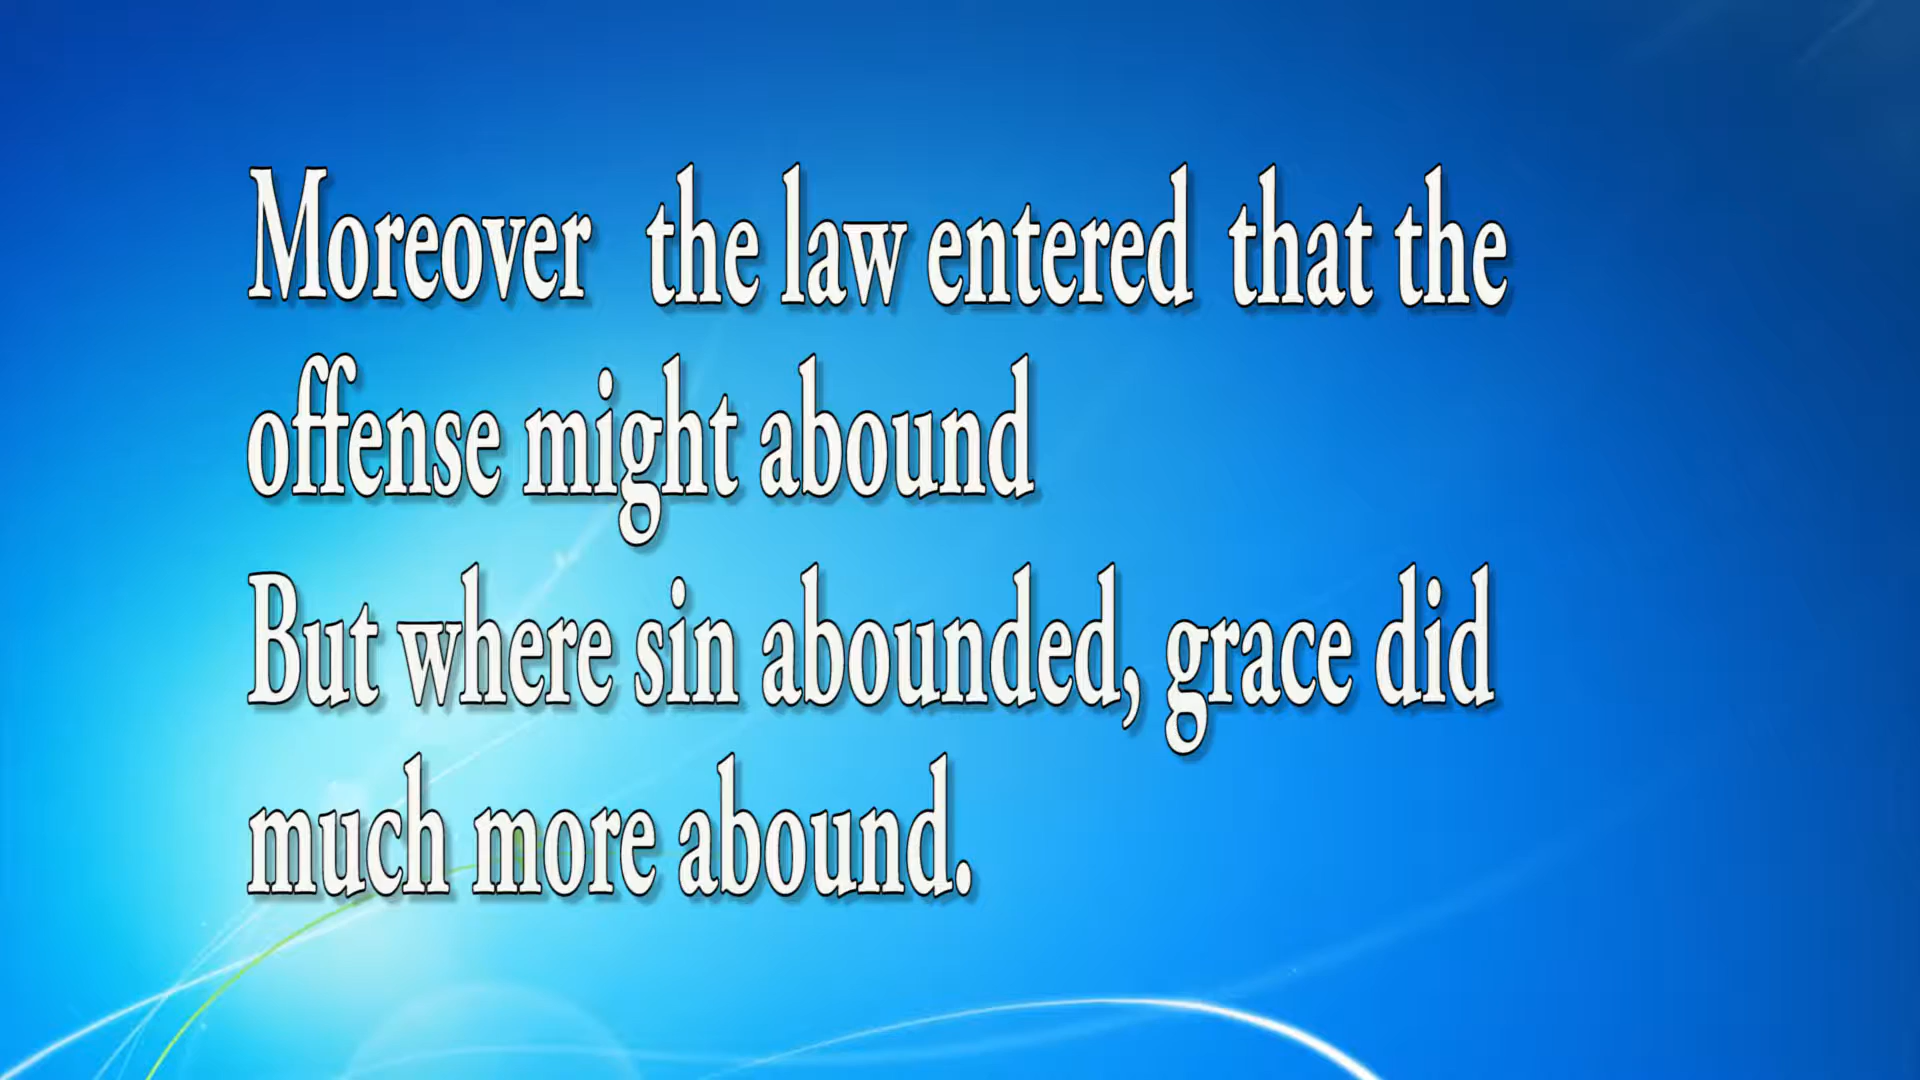 Moreover the law entered that the
offense might abound
But where sin abounded, grace did
much more abound.